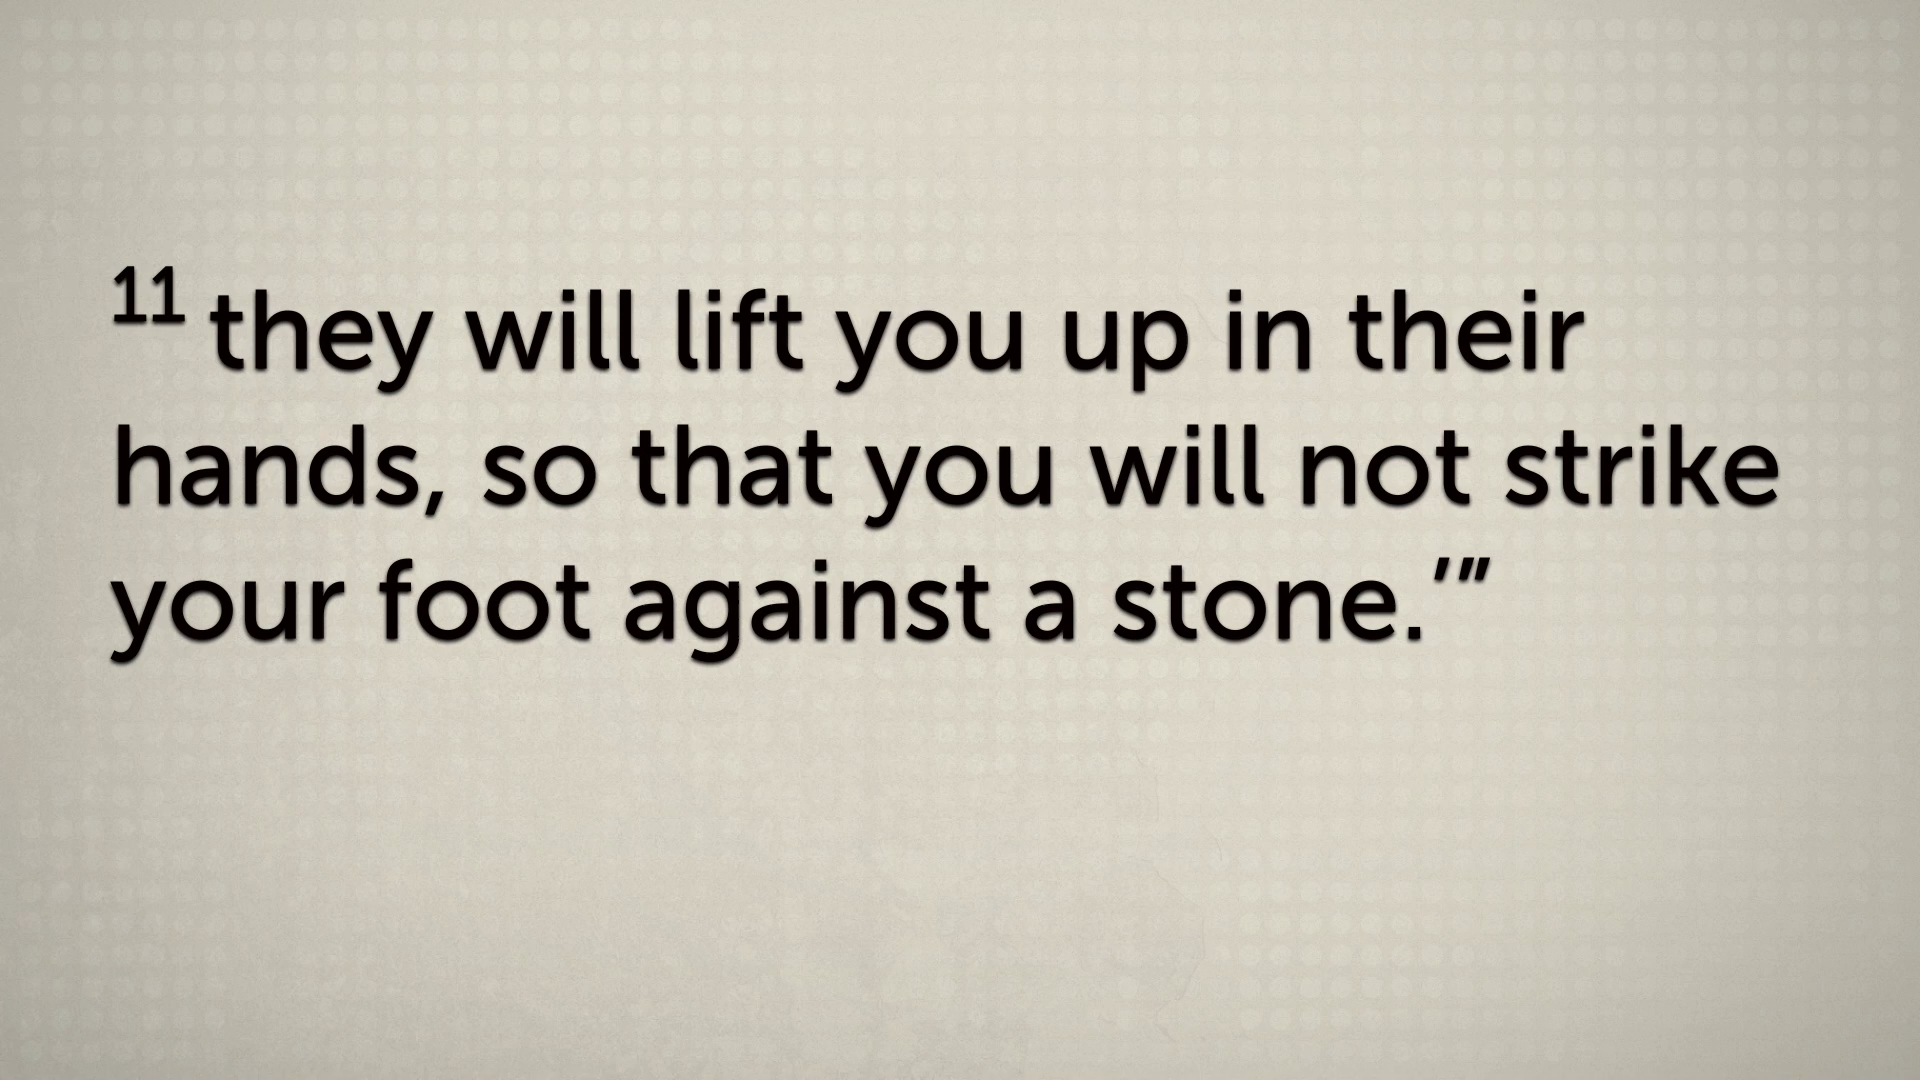 11 they will lift you up in their
hands, so that you will not strike
your foot against a stone.’”